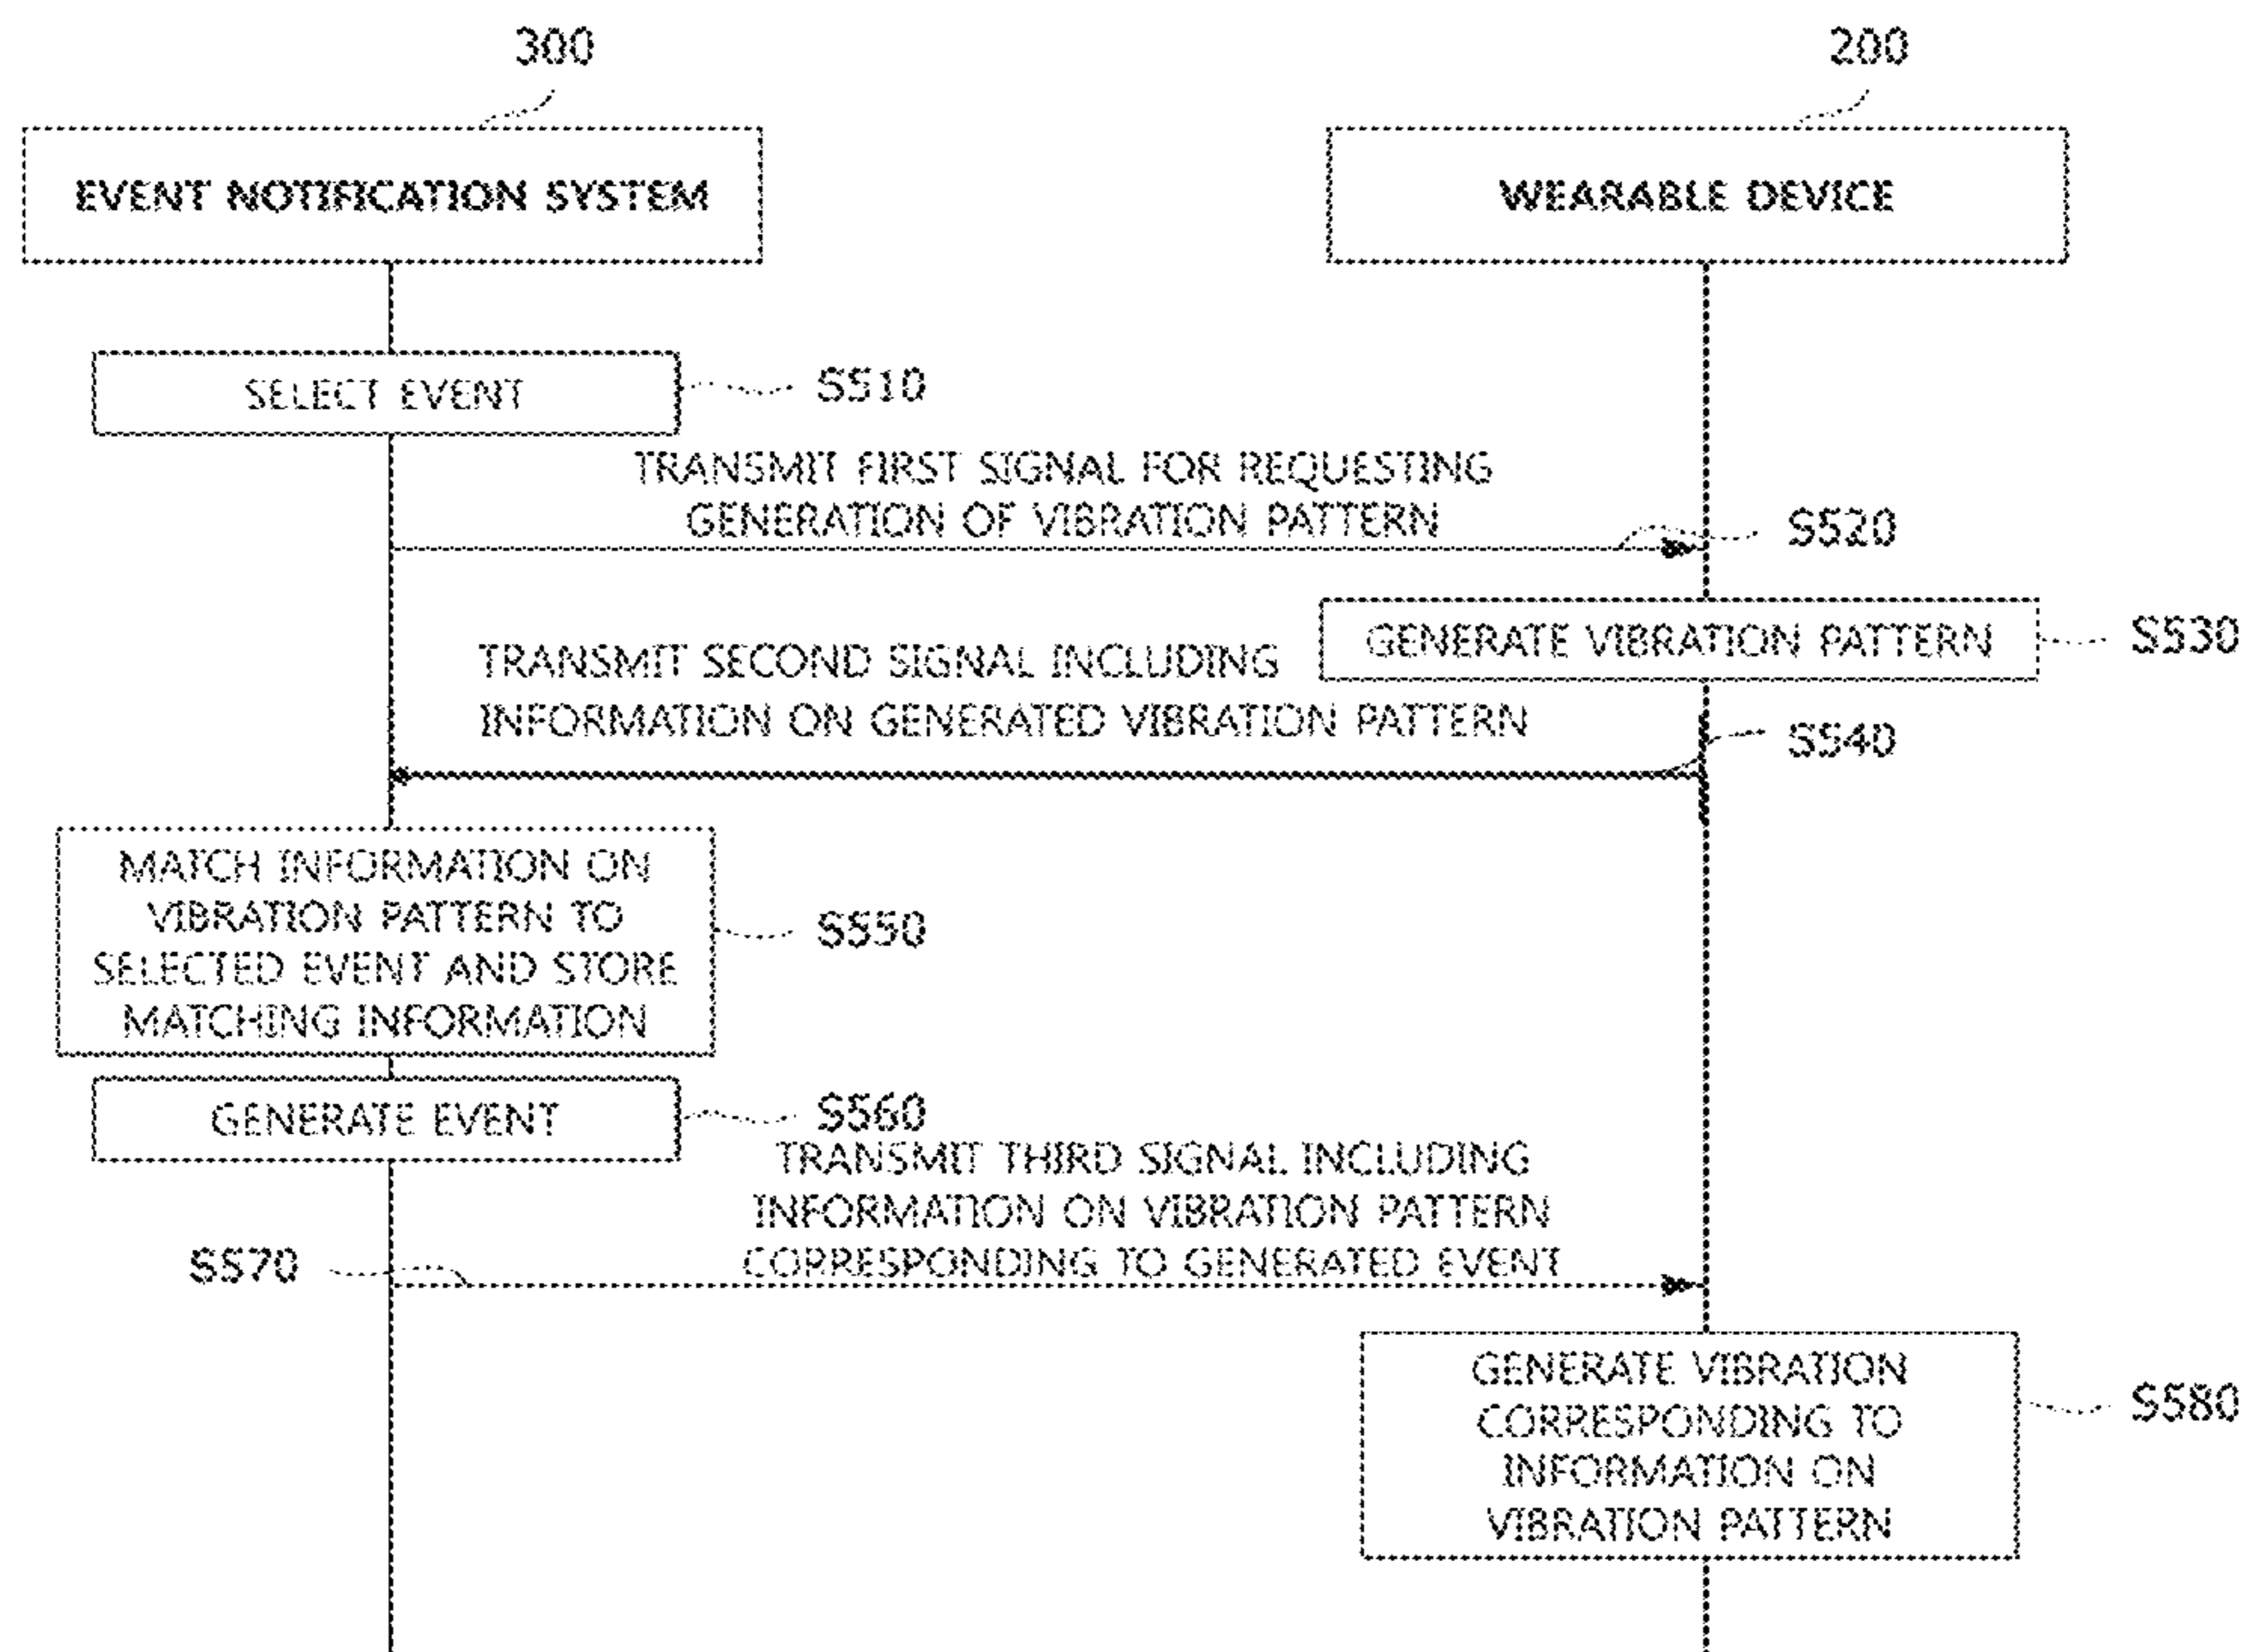 300
200
EVENT NOTIFICATION SYSTEM
WEARABLE DEVICE
SELECT EVENT
S510
TRANSMIT FIRST SIGNAL FOR REQUESTING
GENERATION OF VIBRATION PATTERN
S520
GENERATE VIBRATION PATTERN
S530
TRANSMIT SECOND SIGNAL INCLUDING
INFORMATION ON GENERATED VIBRATION PATTERN
S540
MATCH INFORMATION ON
VIBRATION PATTERN TO
SELECTED EVENT AND STORE
MATCHING INFORMATION
S550
GENERATE EVENT
S560
TRANSMIT THIRD SIGNAL INCLUDING
INFORMATION ON VIBRATION PATTERN
CORRESPONDING TO GENERATED EVENT
S570
GENERATE VIBRATION
CORRESPONDING TO
INFORMATION ON
VIBRATION PATTERN
S580